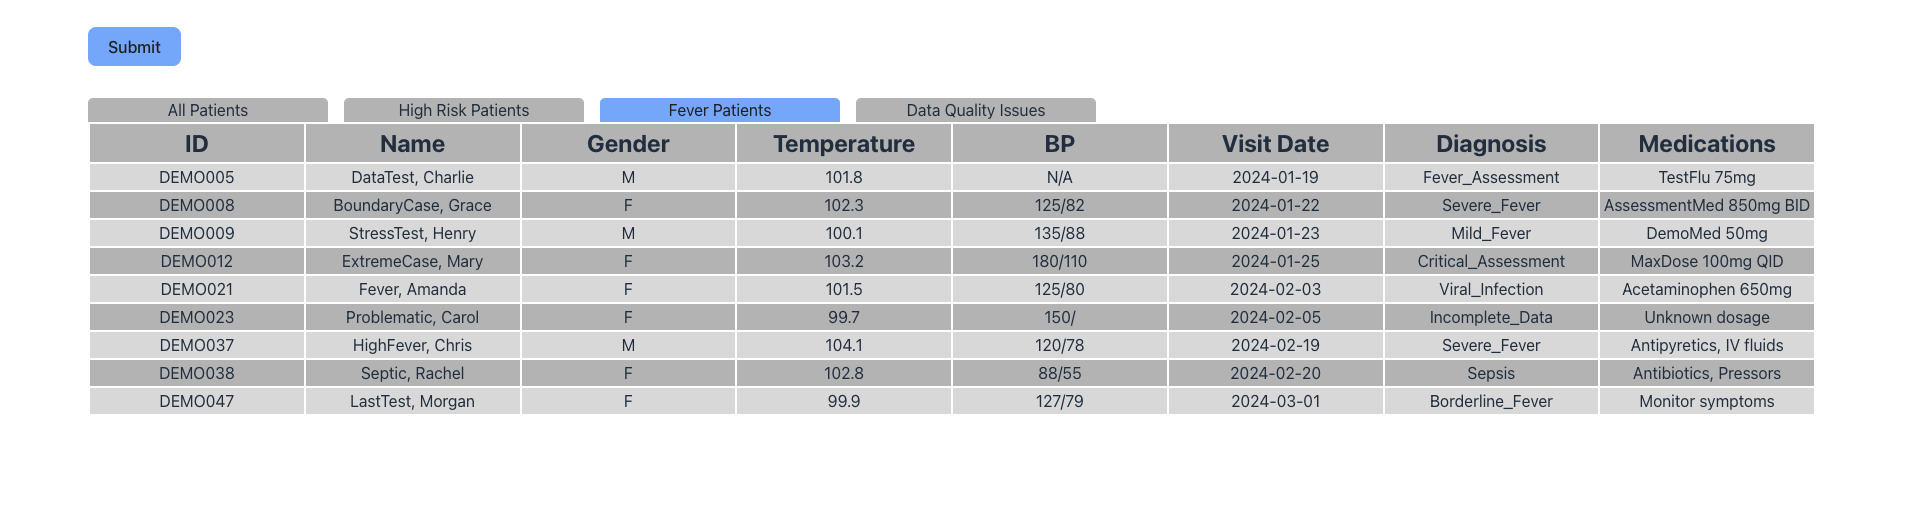 Submit
All Patients High Risk Patients Fever Patients Data Quality Issues
ID Name Gender Temperature BP Visit Date Diagnosis Medications
DEMO005 DataTest, Charlie M 101.8 N/A 2024-01-19 Fever_Assessment TestFlu 75mg
DEMO008 BoundaryCase, Grace F 102.3 125/82 2024-01-22 Severe_Fever AssessmentMed 850mg BID
DEMO009 StressTest, Henry M 100.1 135/88 2024-01-23 Mild_Fever DemoMed 50mg
DEMO012 ExtremeCase, Mary F 103.2 180/110 2024-01-25 Critical_Assessment MaxDose 100mg QID
DEMO021 Fever, Amanda F 101.5 125/80 2024-02-03 Viral_Infection Acetaminophen 650mg
DEMO023 Problematic, Carol F 99.7 150/ 2024-02-05 Incomplete_Data Unknown dosage
DEMO037 HighFever, Chris M 104.1 120/78 2024-02-19 Severe_Fever Antipyretics, IV fluids
DEMO038 Septic, Rachel F 102.8 88/55 2024-02-20 Sepsis Antibiotics, Pressors
DEMO047 LastTest, Morgan F 99.9 127/79 2024-03-01 Borderline_Fever Monitor symptoms